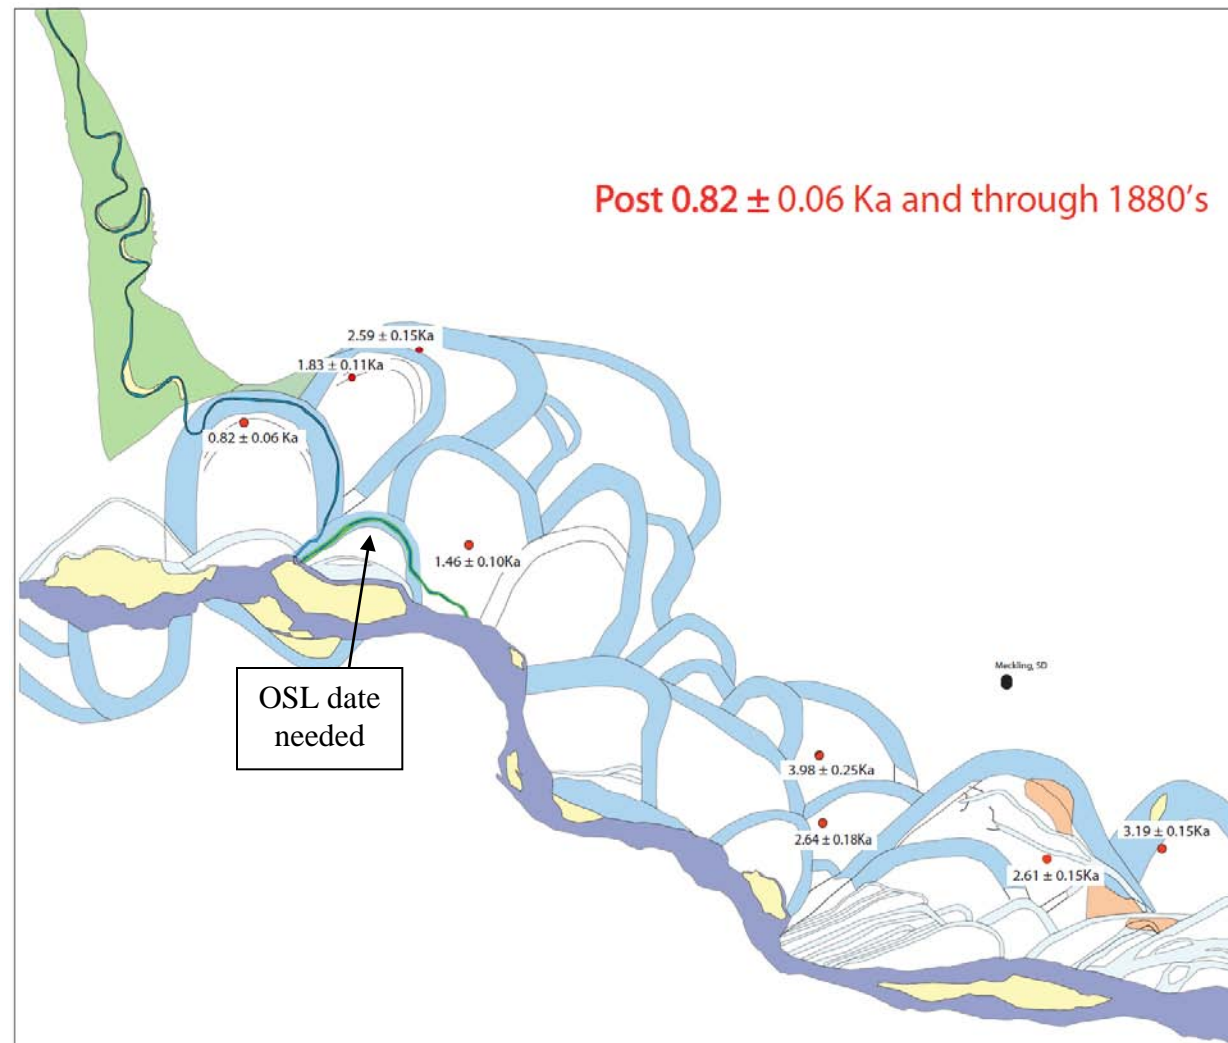 Post 0.82 ± 0.06 Ka and through 1880's
2.59 ± 0.15Ka
1.83 ± 0.11Ka
0.82 ± 0.06 Ka
1.46 ± 0.10Ka
OSL date
needed
Meckling, SD
3.98 ± 0.25Ka
2.64 ± 0.18Ka
3.19 ± 0.15Ka
2.61 ± 0.15Ka